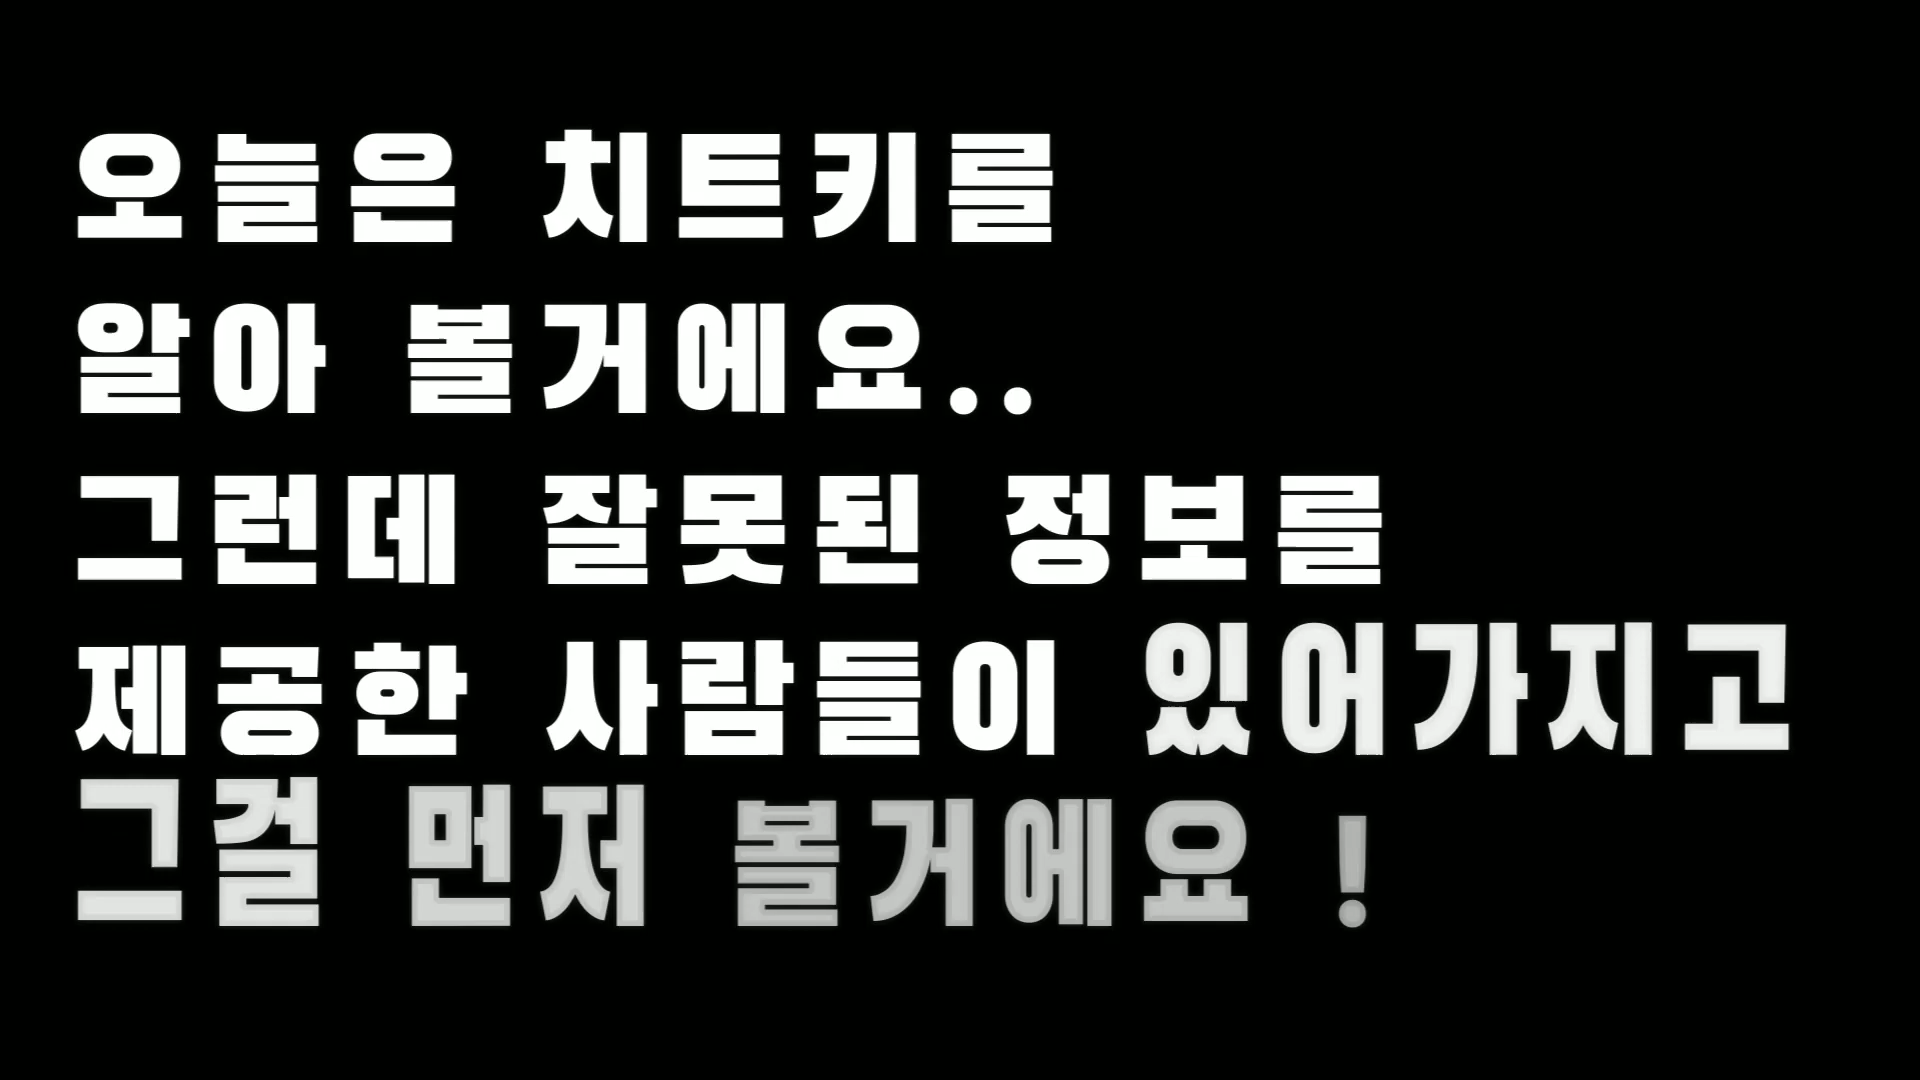 오늘은 치트키를
알아 볼거에요..
그런데 잘못된 정보를
제공한 사람들이 있어가지고
그걸 먼저 볼거에요 !